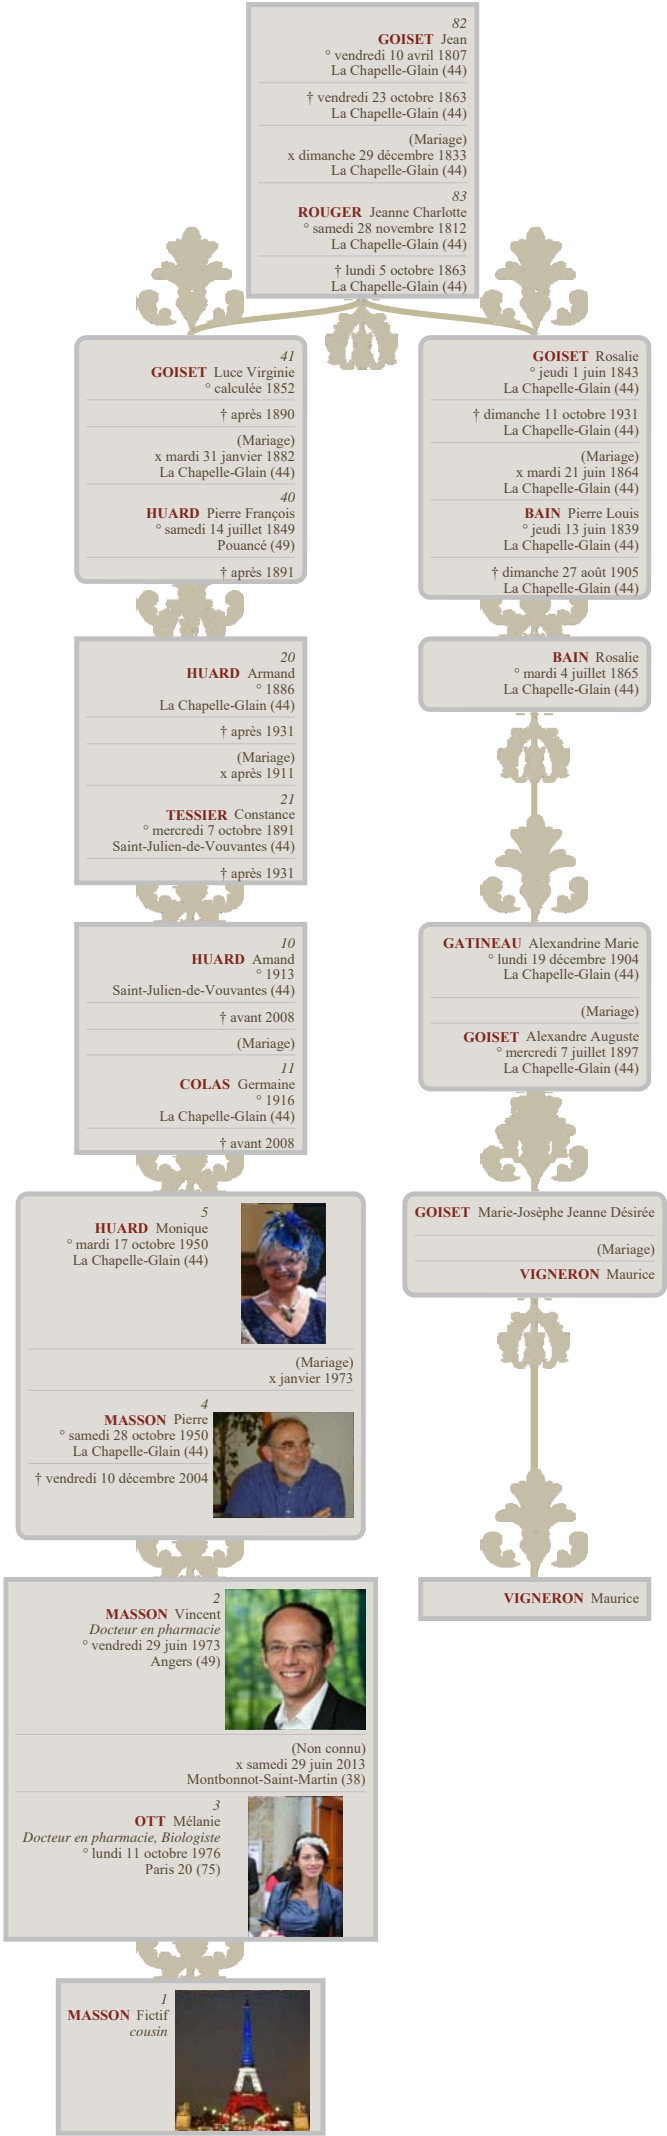 82
GOISET Jean
° vendredi 10 avril 1807
La Chapelle-Glain (44)
† vendredi 23 octobre 1863
La Chapelle-Glain (44)
(Mariage)
x dimanche 29 décembre 1833
La Chapelle-Glain (44)
83
ROUGER Jeanne Charlotte
° samedi 28 novembre 1812
La Chapelle-Glain (44)
† lundi 5 octobre 1863
La Chapelle-Glain (44)
41
GOISET Luce Virginie
° calculée 1852
† après 1890
(Mariage)
x mardi 31 janvier 1882
La Chapelle-Glain (44)
40
HUARD Pierre François
° samedi 14 juillet 1849
Pouancé (49)
† après 1891
GOISET Rosalie
° jeudi 1 juin 1843
La Chapelle-Glain (44)
† dimanche 11 octobre 1931
La Chapelle-Glain (44)
(Mariage)
x mardi 21 juin 1864
La Chapelle-Glain (44)
BAIN Pierre Louis
° jeudi 13 juin 1839
La Chapelle-Glain (44)
† dimanche 27 août 1905
La Chapelle-Glain (44)
20
HUARD Armand
° 1886
La Chapelle-Glain (44)
† après 1931
(Mariage)
x après 1911
21
TESSIER Constance
° mercredi 7 octobre 1891
Saint-Julien-de-Vouvantes (44)
† après 1931
BAIN Rosalie
° mardi 4 juillet 1865
La Chapelle-Glain (44)
10
HUARD Amand
° 1913
Saint-Julien-de-Vouvantes (44)
† avant 2008
(Mariage)
11
COLAS Germaine
° 1916
La Chapelle-Glain (44)
† avant 2008
GATINEAU Alexandrine Marie
° lundi 19 décembre 1904
La Chapelle-Glain (44)
(Mariage)
GOISET Alexandre Auguste
° mercredi 7 juillet 1897
La Chapelle-Glain (44)
5
HUARD Monique
° mardi 17 octobre 1950
La Chapelle-Glain (44)
(Mariage)
x janvier 1973
4
MASSON Pierre
° samedi 28 octobre 1950
La Chapelle-Glain (44)
† vendredi 10 décembre 2004
GOISET Marie-Josèphe Jeanne Désirée
(Mariage)
VIGNERON Maurice
2
MASSON Vincent
Docteur en pharmacie
° vendredi 29 juin 1973
Angers (49)
(Non connu)
x samedi 29 juin 2013
Montbonnot-Saint-Martin (38)
3
OTT Mélanie
Docteur en pharmacie, Biologiste
° lundi 11 octobre 1976
Paris 20 (75)
VIGNERON Maurice
1
MASSON Fictif
cousin